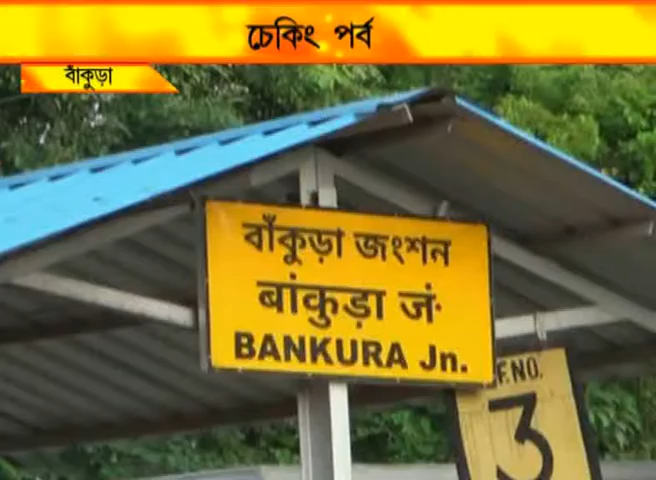 চেকিং পর্ব
বাঁকুড়া
বাঁকুড়া জংশন
बांकुड़ा जं॰
BANKURA Jn.
P.F.NO.
3